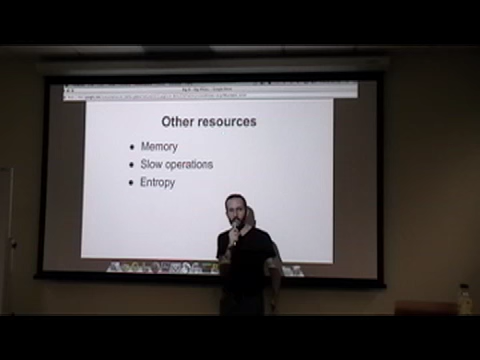 Other resources
• Memory
• Slow operations
• Entropy